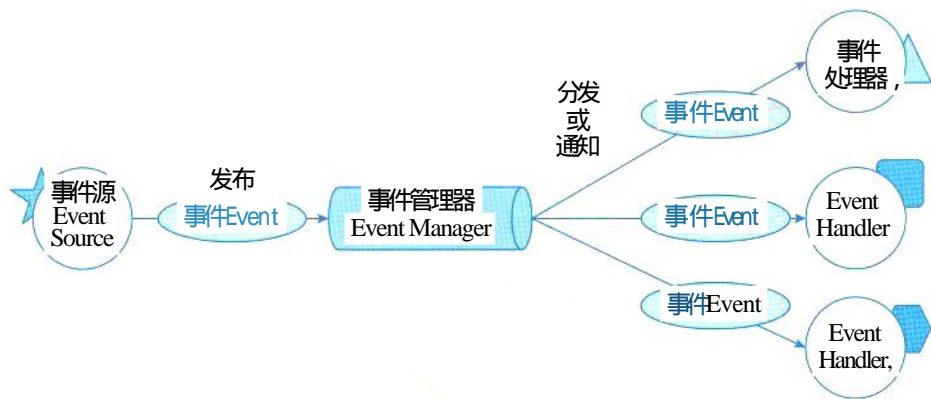 事件源
Event
Source
发布
事件Event
事件管理器
Event Manager
分发
或
通知
事件Event
事件
处理器,
事件Event
Event
Handler
事件Event
Event
Handler,